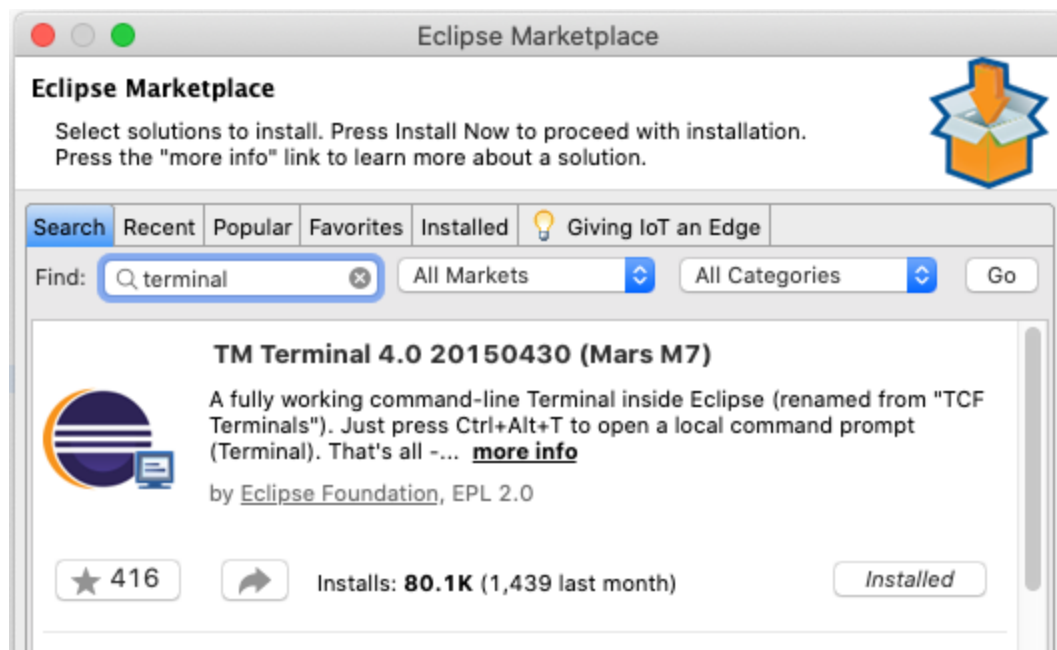 Eclipse Marketplace
Eclipse Marketplace
Select solutions to install. Press Install Now to proceed with installation.
Press the "more info" link to learn more about a solution.
Search Recent Popular Favorites Installed Giving IoT an Edge
Find: terminal All Markets All Categories Go
TM Terminal 4.0 20150430 (Mars M7)
A fully working command-line Terminal inside Eclipse (renamed from "TCF
Terminals"). Just press Ctrl+Alt+T to open a local command prompt
(Terminal). That's all -... more info
by Eclipse Foundation, EPL 2.0
416 Installs: 80.1K (1,439 last month) Installed